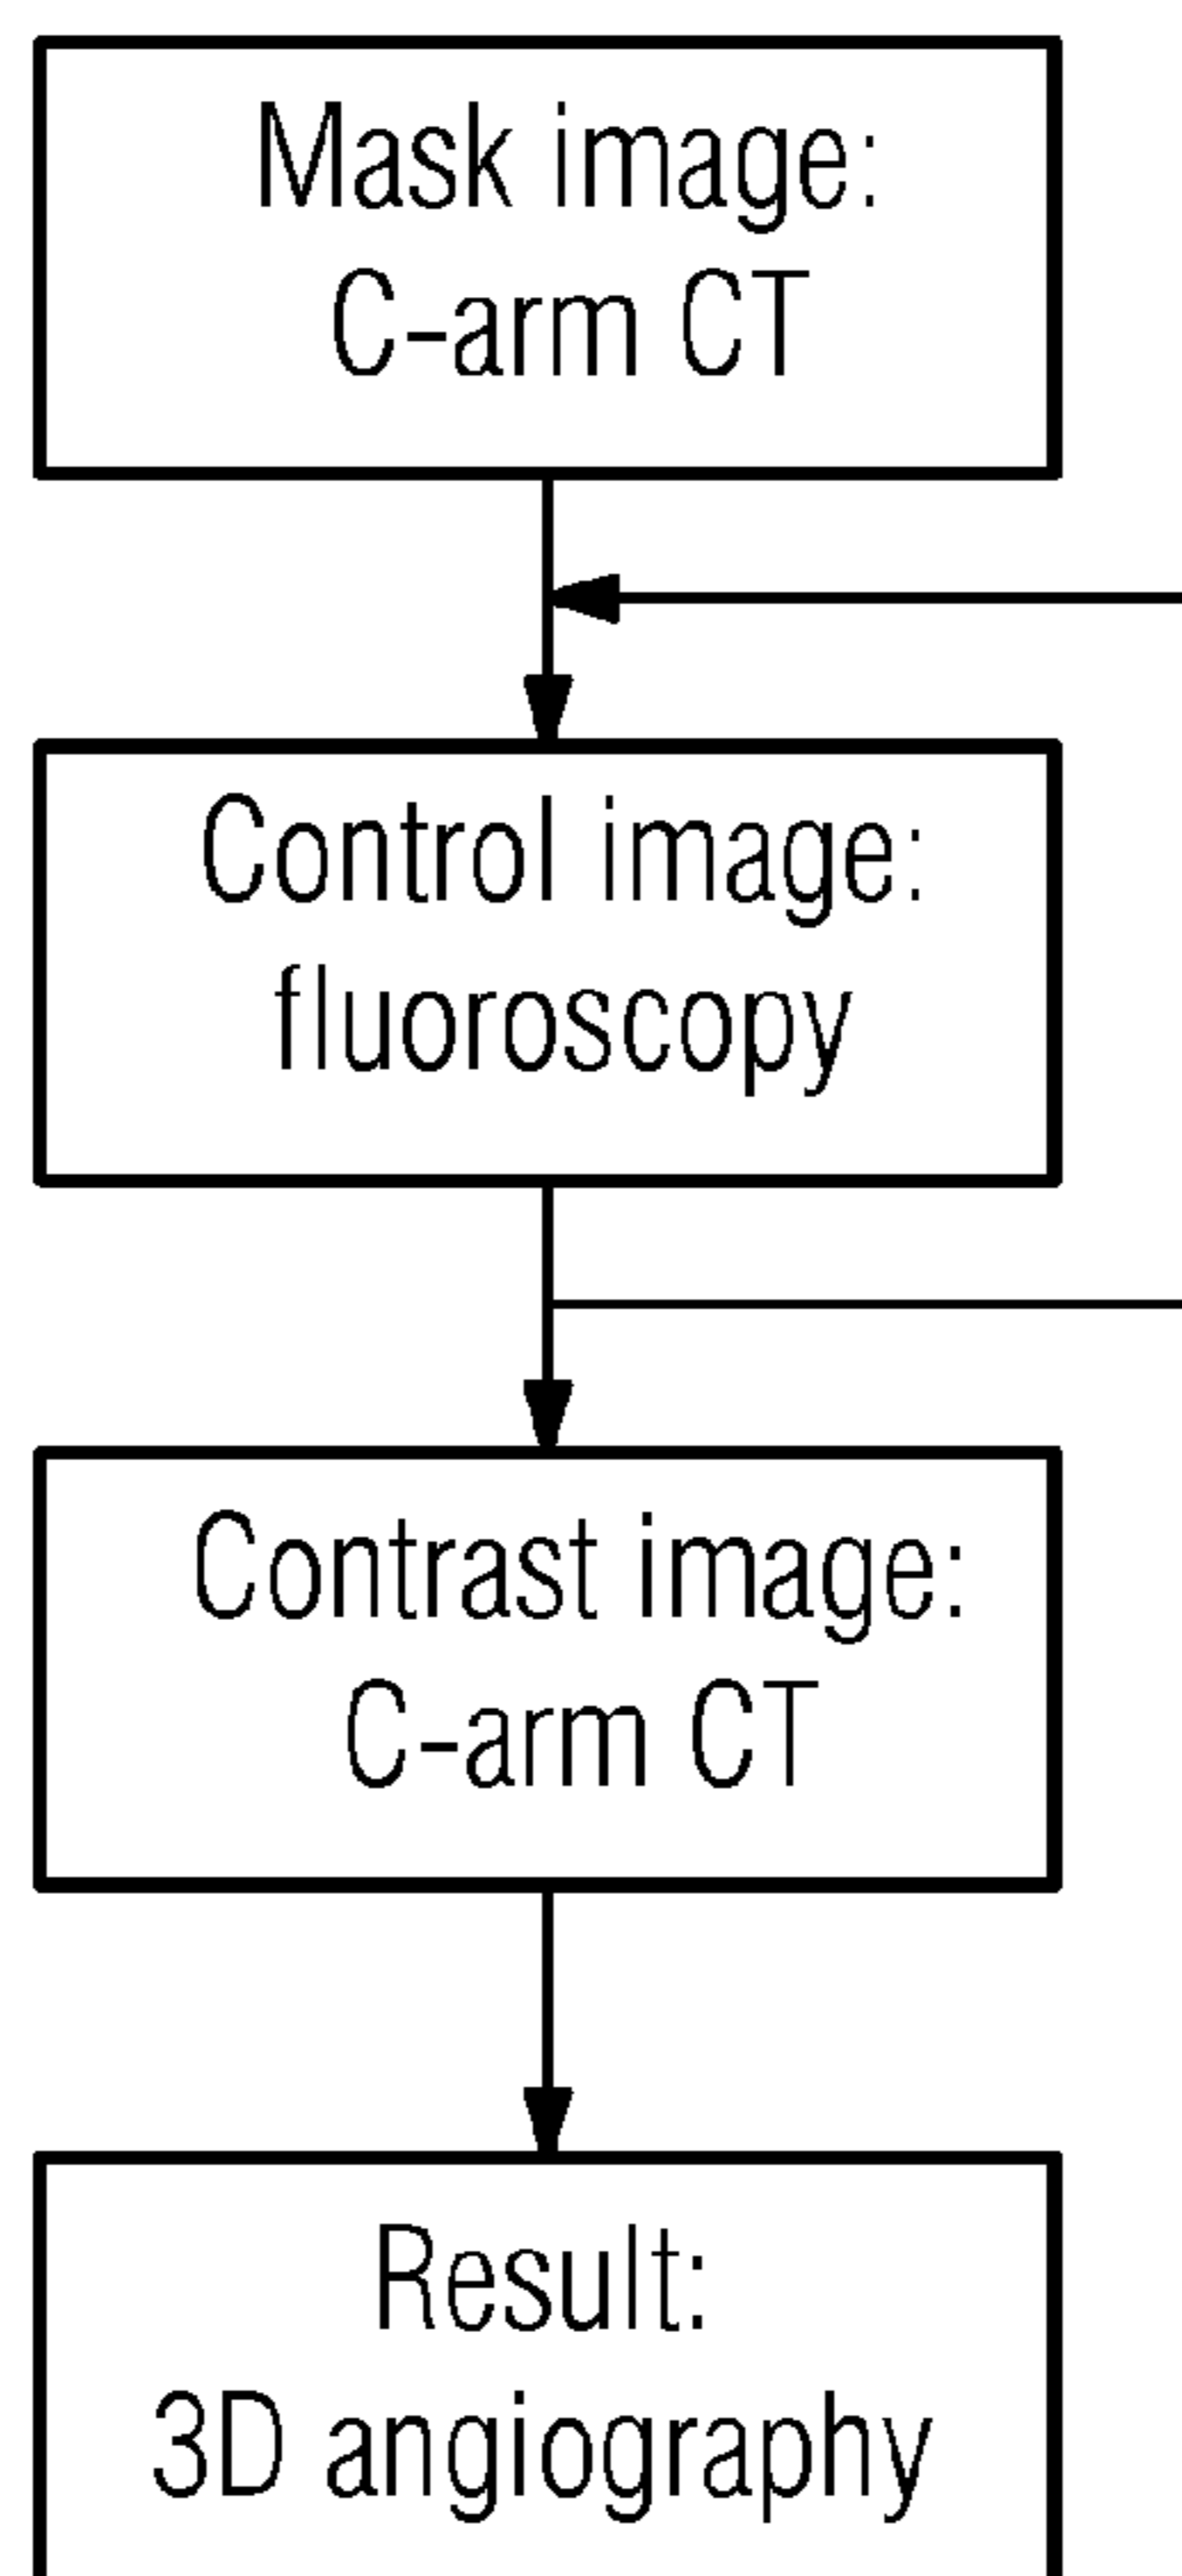 Mask image:
C-arm CT
Control image:
fluoroscopy
Contrast image:
C-arm CT
Result:
3D angiography